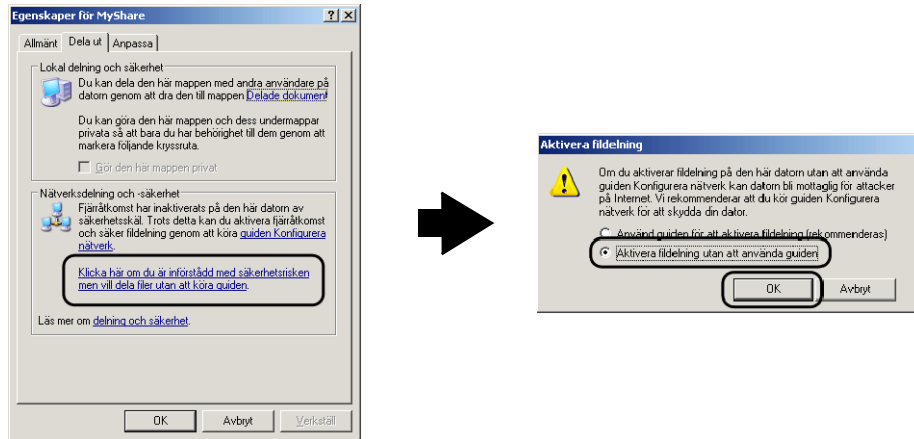 Egenskaper för MyShare
Allmänt Dela ut Anpassa
Lokal delning och säkerhet
Du kan dela den här mappen med andra användare på
datorn genom att dra den till mappen Delade dokument
Du kan göra den här mappen och dess undermappar
privata så att bara du har behörighet till dem genom att
markera följande kryssruta.
Gör den här mappen privat
Nätverksdelning och -säkerhet
Fjärråtkomst har inaktiverats på den här datorn av
säkerhetsskäl. Trots detta kan du aktivera fjärråtkomst
och säker fildelning genom att köra guiden Konfigurera
nätverk.
Klicka här om du är införstådd med säkerhetsrisken
men vill dela filer utan att köra guiden.
Läs mer om delning och säkerhet.
OK Avbryt Verkställ
Aktivera fildelning
Om du aktiverar fildelning på den här datorn utan att använda
guiden Konfigurera nätverk kan datorn bli mottaglig för attacker
på Internet. Vi rekommenderar att du kör guiden Konfigurera
nätverk för att skydda din dator.
Använd guiden för att aktivera fildelning (rekommenderas)
Aktivera fildelning utan att använda guiden
OK Avbryt